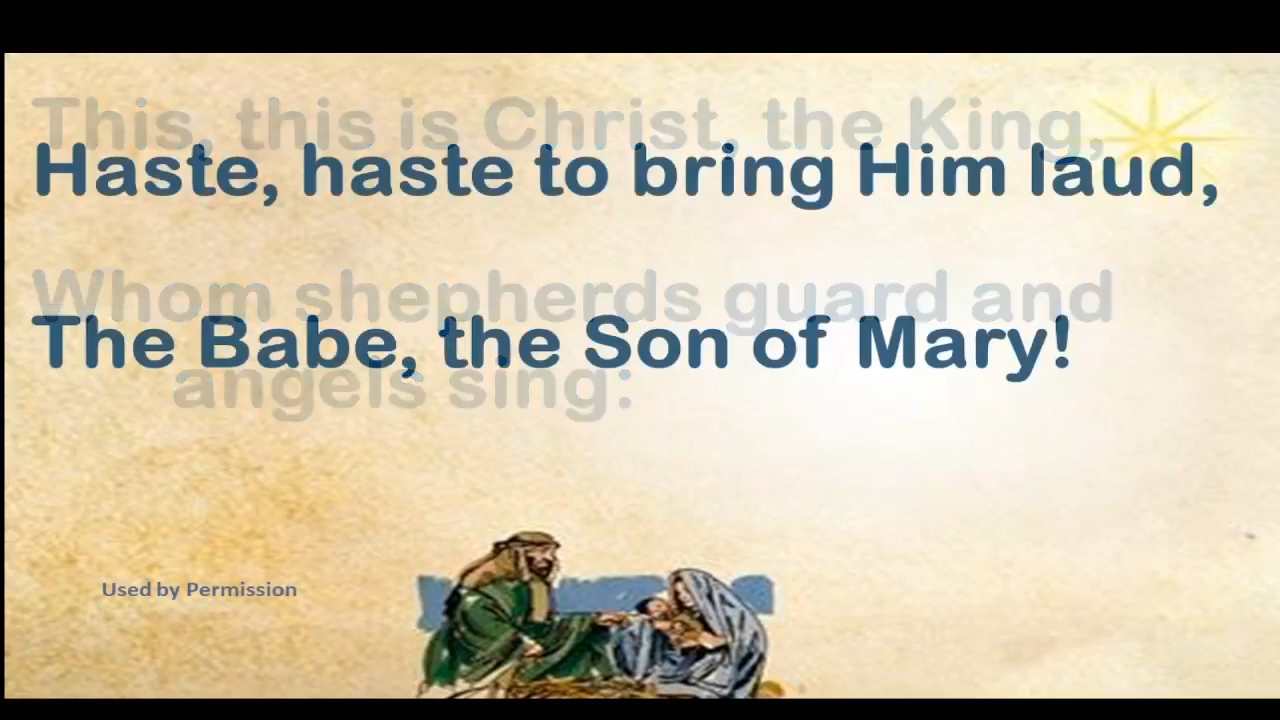 This, this is Christ, the King,
Haste, haste to bring Him laud,
Whom shepherds guard and
The Babe, the Son of Mary!
angels sing:
Used by Permission